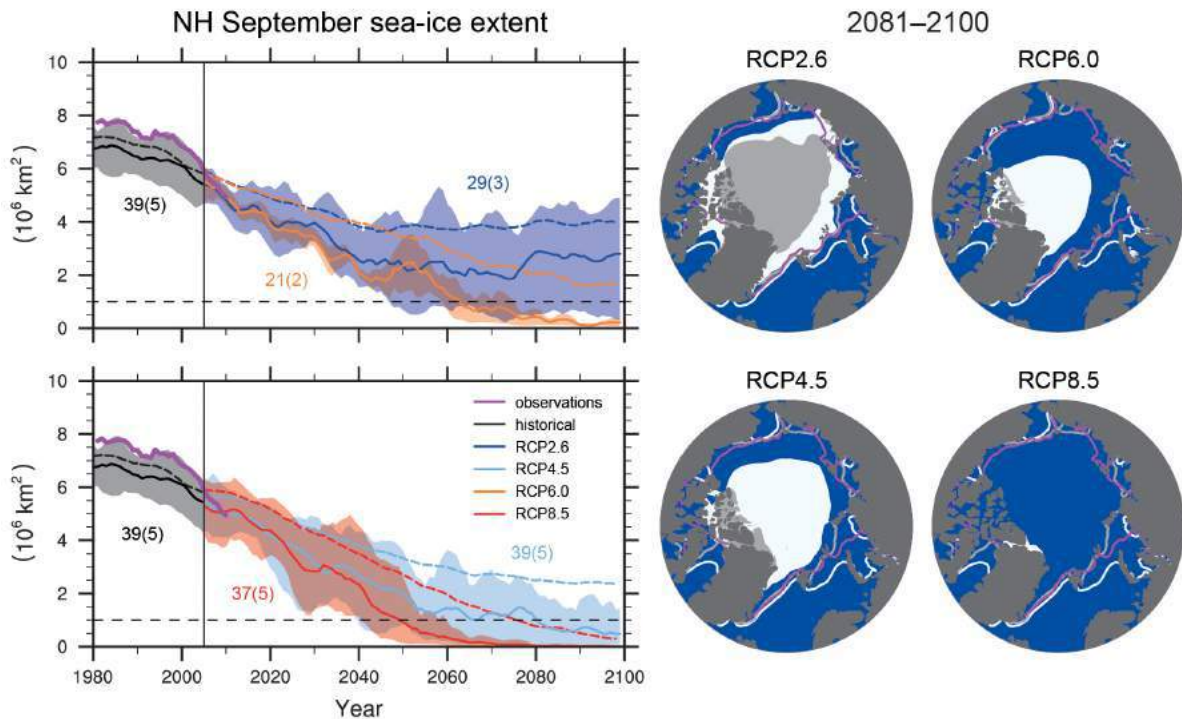 NH September sea-ice extent
2081–2100
RCP2.6
RCP6.0
10
8
6
4
2
0
(10⁶ km²)
39(5)
29(3)
21(2)
RCP4.5
RCP8.5
10
8
6
4
2
0
(10⁶ km²)
observations
historical
RCP2.6
RCP4.5
RCP6.0
RCP8.5
39(5)
39(5)
37(5)
1980 2000 2020 2040 2060 2080 2100
Year